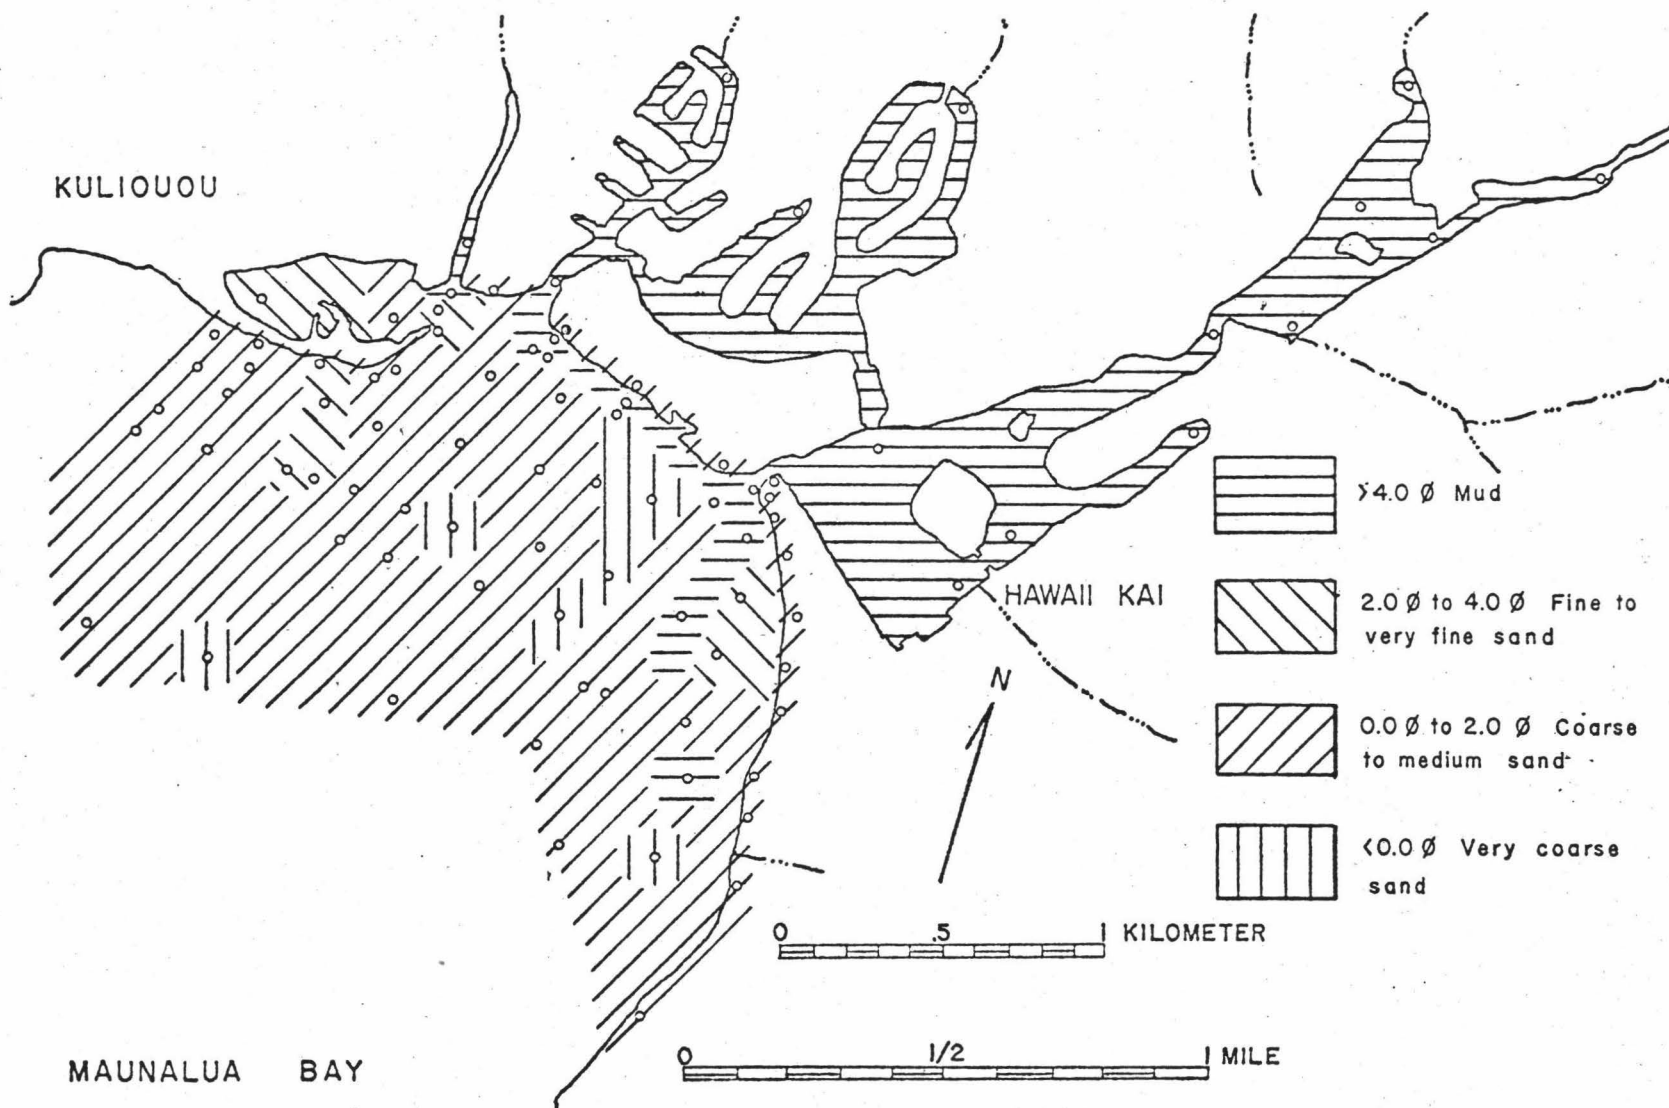 KULIOUOU
>4.0 Ø Mud
HAWAII KAI
2.0 Ø to 4.0 Ø Fine to
very fine sand
N
0.0 Ø to 2.0 Ø Coarse
to medium sand
<0.0 Ø Very coarse
sand
0 .5 1 KILOMETER
0 1/2 1 MILE
MAUNALUA BAY